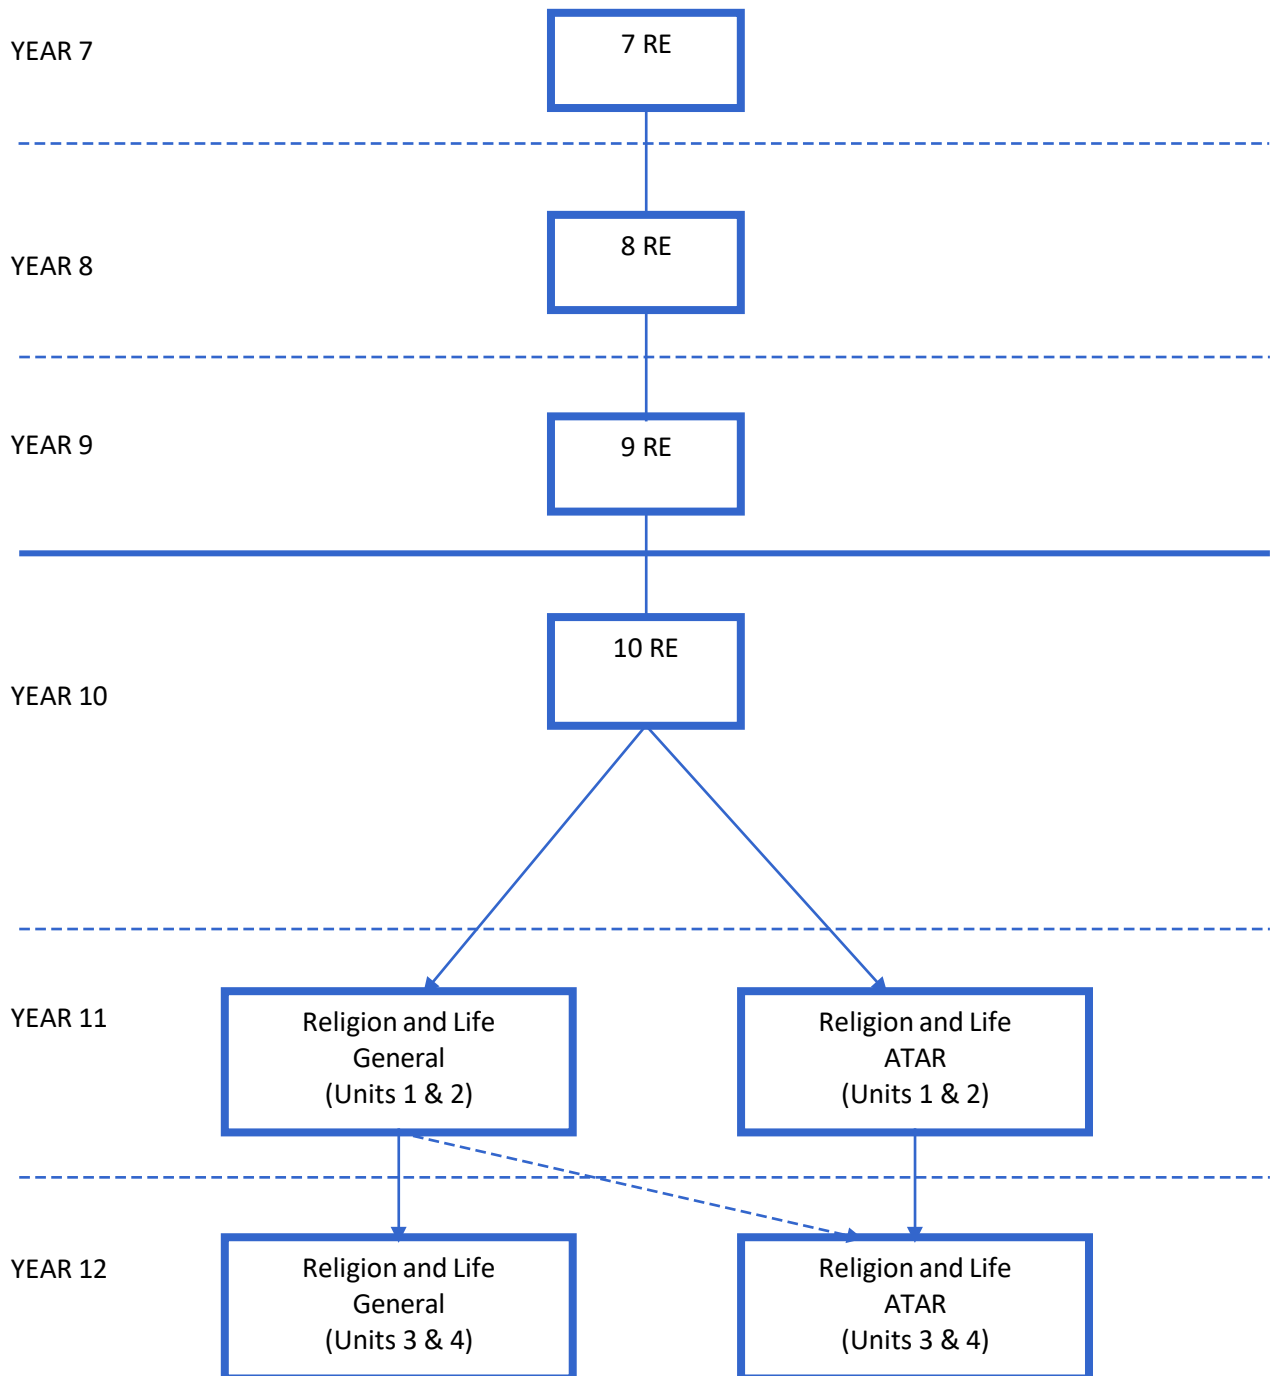 YEAR 7
7 RE
YEAR 8
8 RE
YEAR 9
9 RE
YEAR 10
10 RE
YEAR 11
Religion and Life
General
(Units 1 & 2)
Religion and Life
ATAR
(Units 1 & 2)
YEAR 12
Religion and Life
General
(Units 3 & 4)
Religion and Life
ATAR
(Units 3 & 4)